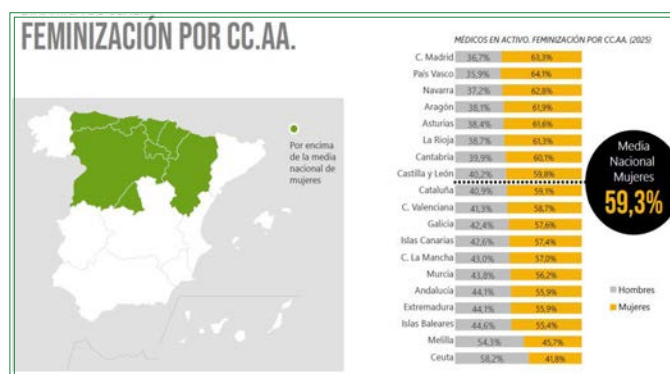 FEMINIZACIÓN POR CC.AA.
Por encima
de la media
nacional de
mujeres
MÉDICOS EN ACTIVO. FEMINIZACIÓN POR CC.AA. (2025)
C. Madrid 36,7% 63,3%
País Vasco 35,9% 64,1%
Navarra 37,2% 62,8%
Aragón 38,1% 61,9%
Asturias 38,4% 61,6%
La Rioja 38,7% 61,3%
Cantabria 39,9% 60,1%
Castilla y León 40,2% 59,8%
Cataluña 40,9% 59,1%
C. Valenciana 41,3% 58,7%
Galicia 42,4% 57,6%
Islas Canarias 42,6% 57,4%
C. La Mancha 43,0% 57,0%
Murcia 43,8% 56,2%
Andalucía 44,1% 55,9%
Extremadura 44,1% 55,9%
Islas Baleares 44,6% 55,4%
Melilla 54,3% 45,7%
Ceuta 58,2% 41,8%
Media
Nacional
Mujeres
59,3%
Hombres
Mujeres